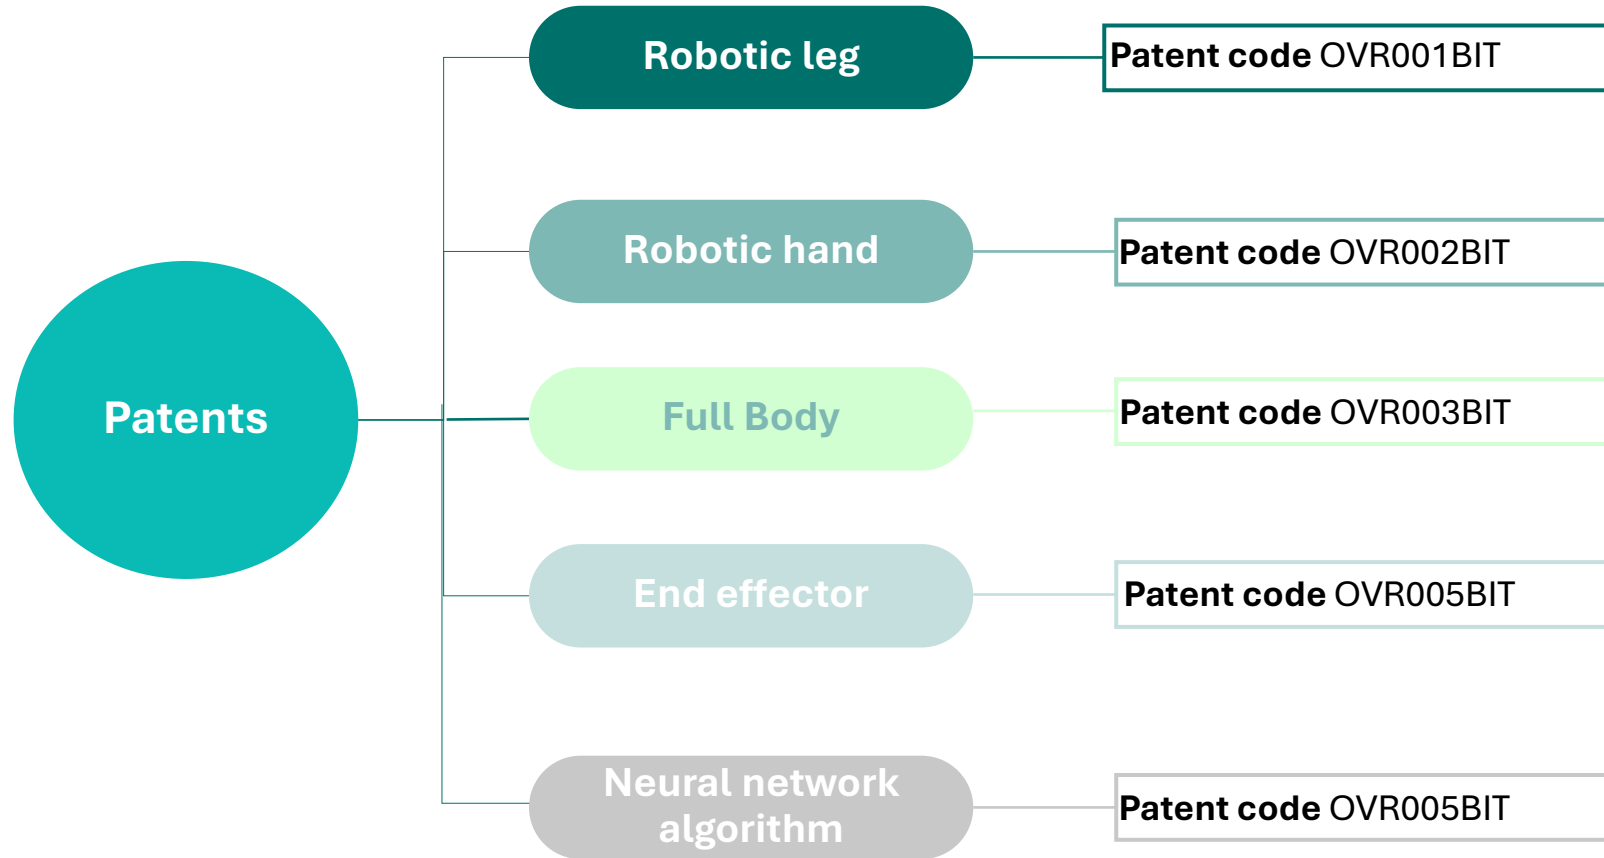 Robotic leg
Patent code OVR001BIT
Robotic hand
Patent code OVR002BIT
Patents
Full Body
Patent code OVR003BIT
End effector
Patent code OVR005BIT
Neural network
algorithm
Patent code OVR005BIT